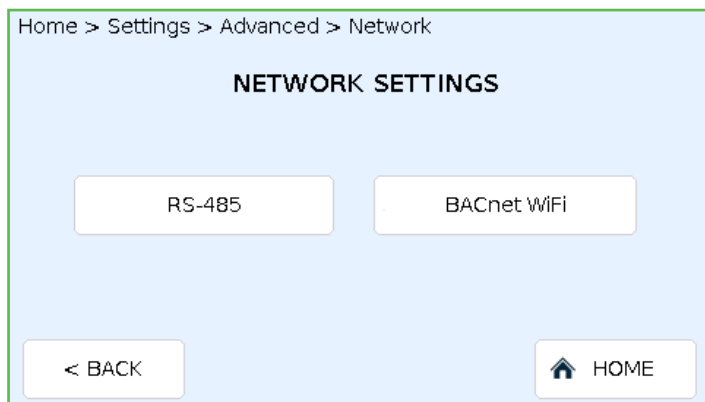 Home > Settings > Advanced > Network
NETWORK SETTINGS
RS-485
BACnet WiFi
< BACK
HOME